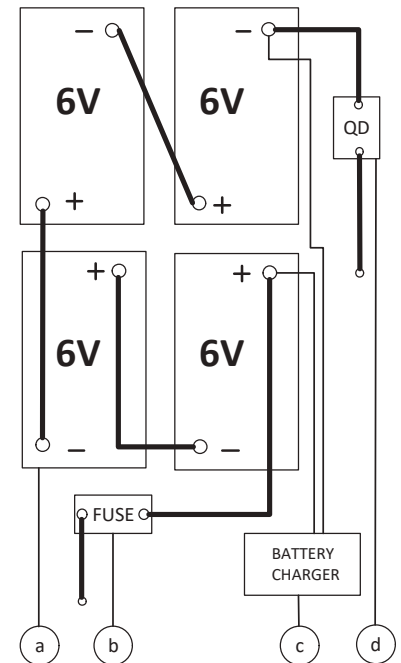 − −
6V 6V
QD
+ +
+ +
6V 6V
− −
FUSE
BATTERY
CHARGER
a b c d